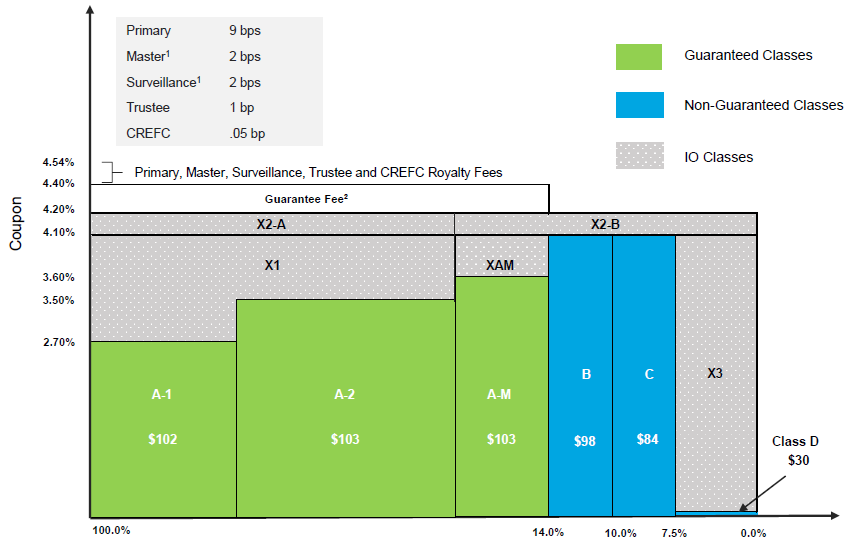 Primary 9 bps
Master1 2 bps
Surveillance1 2 bps
Trustee 1 bp
CREFC .05 bp
Guaranteed Classes
Non-Guaranteed Classes
IO Classes
4.54%
Primary, Master, Surveillance, Trustee and CREFC Royalty Fees
4.40%
Guarantee Fee2
4.20%
X2-A X2-B
4.10%
X1 XAM
3.60%
3.50%
2.70%
Coupon
A-1 A-2 A-M B C X3
$102 $103 $103 $98 $84
Class D
$30
100.0% 14.0% 10.0% 7.5% 0.0%